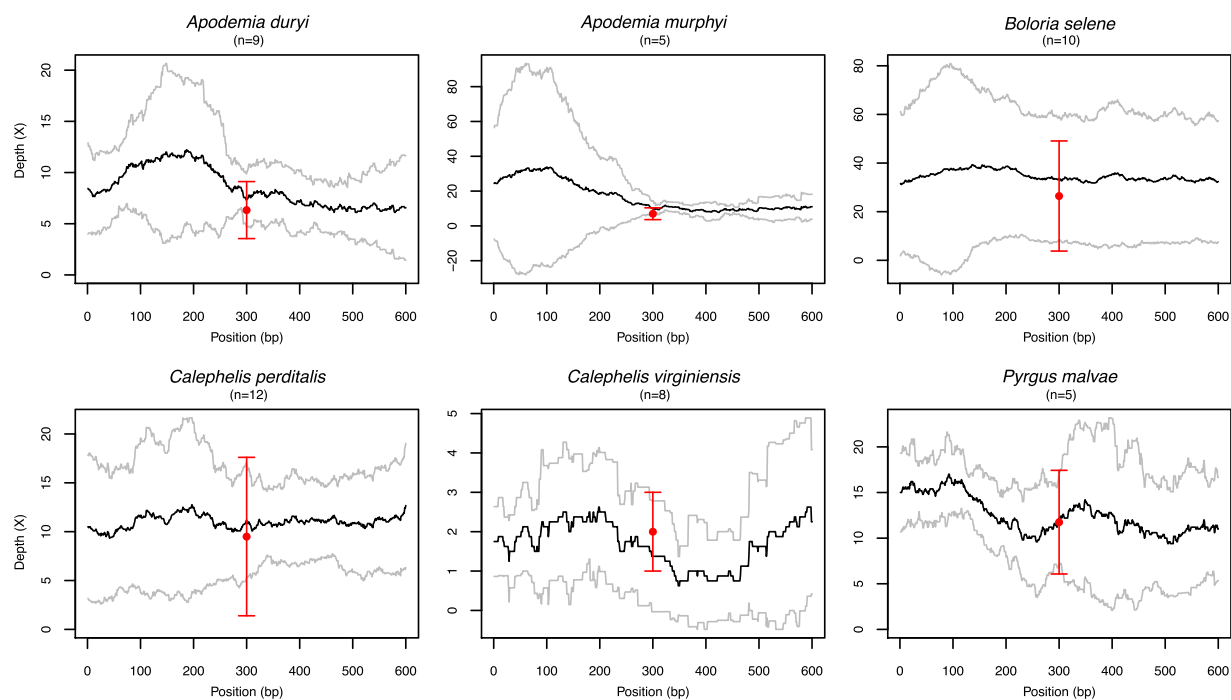 Apodemia duryi
(n=9)
Depth (X)
20
15
10
5
0
0 100 200 300 400 500 600
Position (bp)
Apodemia murphyi
(n=5)
80
60
40
20
0
−20
0 100 200 300 400 500 600
Position (bp)
Boloria selene
(n=10)
80
60
40
20
0
0 100 200 300 400 500 600
Position (bp)
Calephelis perditalis
(n=12)
Depth (X)
20
15
10
5
0
0 100 200 300 400 500 600
Position (bp)
Calephelis virginiensis
(n=8)
5
4
3
2
1
0
0 100 200 300 400 500 600
Position (bp)
Pyrgus malvae
(n=5)
20
15
10
5
0
0 100 200 300 400 500 600
Position (bp)